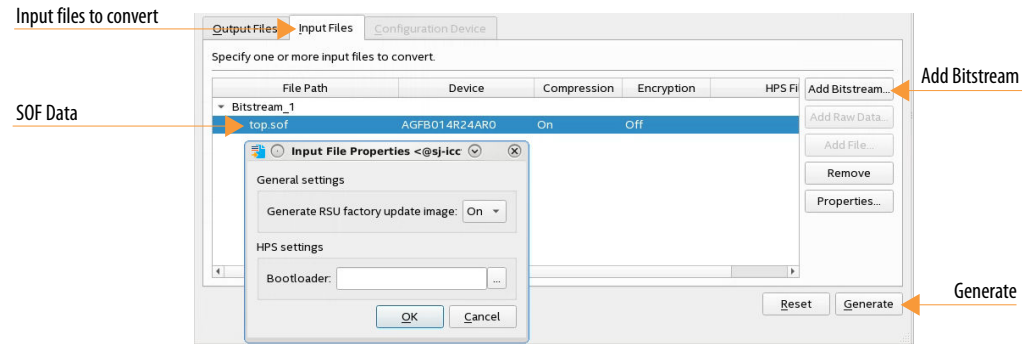 Input files to convert
Output Files Input Files Configuration Device
Specify one or more input files to convert.
File Path Device Compression Encryption HPS Fi
Add Bitstream...
Add Bitstream
Bitstream_1
SOF Data
top.sof AGFB014R24AR0 On Off
Add Raw Data...
Add File...
Remove
Properties...
Input File Properties <@sj-icc
General settings
Generate RSU factory update image: On
HPS settings
Bootloader: ...
OK Cancel
Reset Generate
Generate